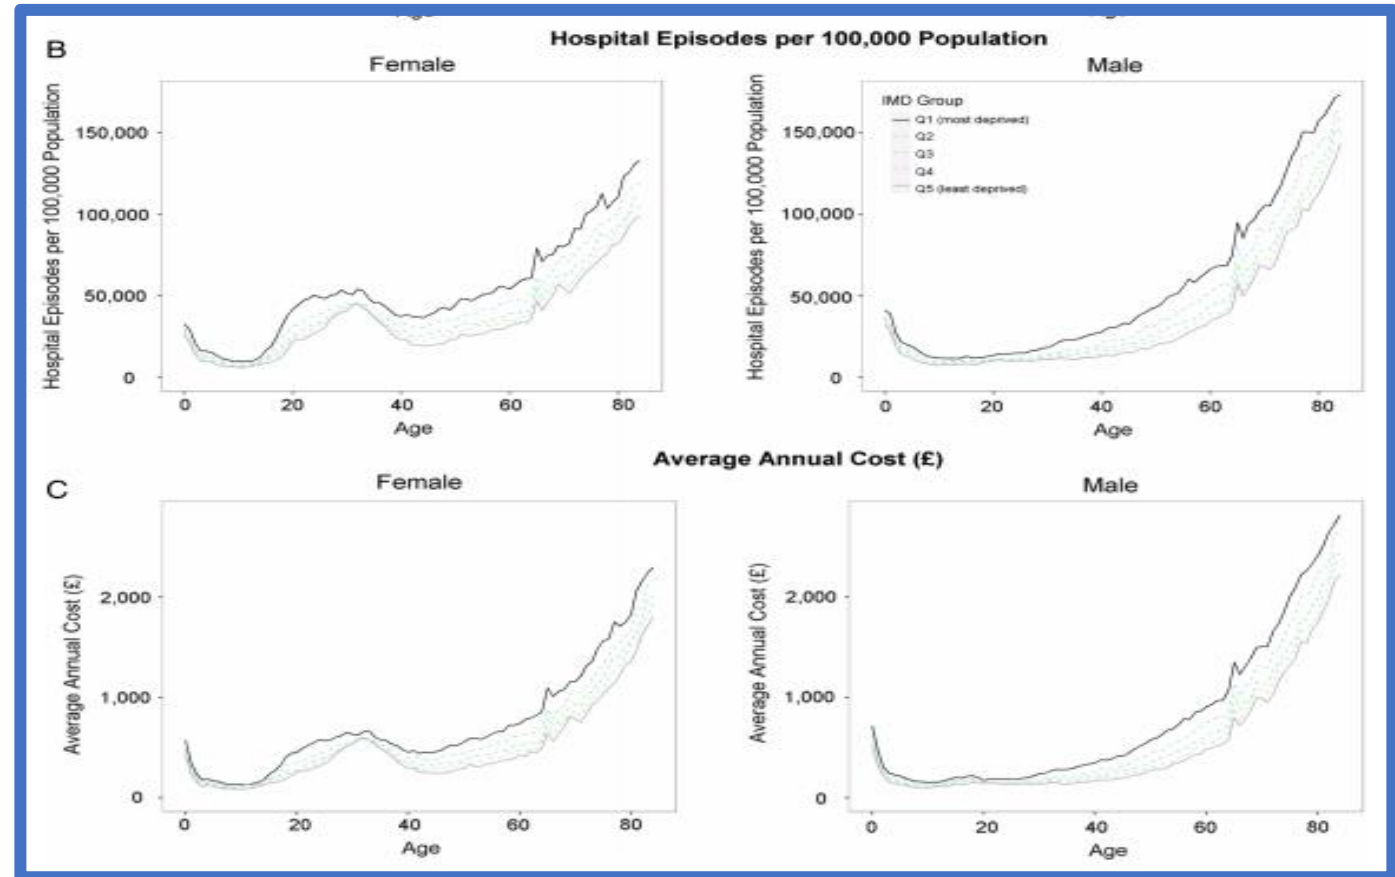 B
Hospital Episodes per 100,000 Population
Female
Hospital Episodes per 100,000 Population
150,000
100,000
50,000
0
0 20 40 60 80
Age
Male
Hospital Episodes per 100,000 Population
150,000
100,000
50,000
0
IMD Group
Q1 (most deprived)
Q2
Q3
Q4
Q5 (least deprived)
0 20 40 60 80
Age
C
Average Annual Cost (£)
Female
Average Annual Cost (£)
2,000
1,000
0
0 20 40 60 80
Age
Male
Average Annual Cost (£)
2,000
1,000
0
0 20 40 60 80
Age